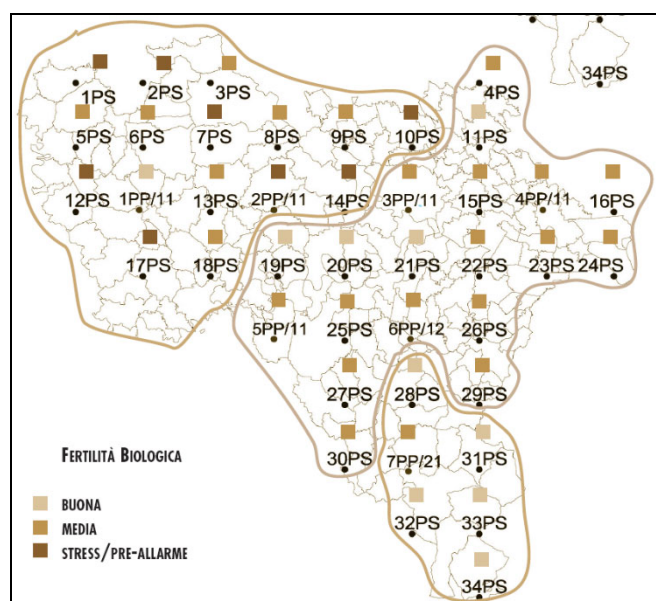 34PS
4PS
1PS 2PS 3PS
5PS 6PS 7PS 8PS 9PS 10PS 11PS
12PS 1PP/11 13PS 2PP/11 14PS 3PP/11 15PS 4PP/11 16PS
17PS 18PS 19PS 20PS 21PS 22PS 23PS 24PS
5PP/11 25PS 6PP/12 26PS
27PS 28PS 29PS
30PS 7PP/21 31PS
32PS 33PS
34PS
FERTILITÀ BIOLOGICA
BUONA
MEDIA
STRESS/PRE-ALLARME